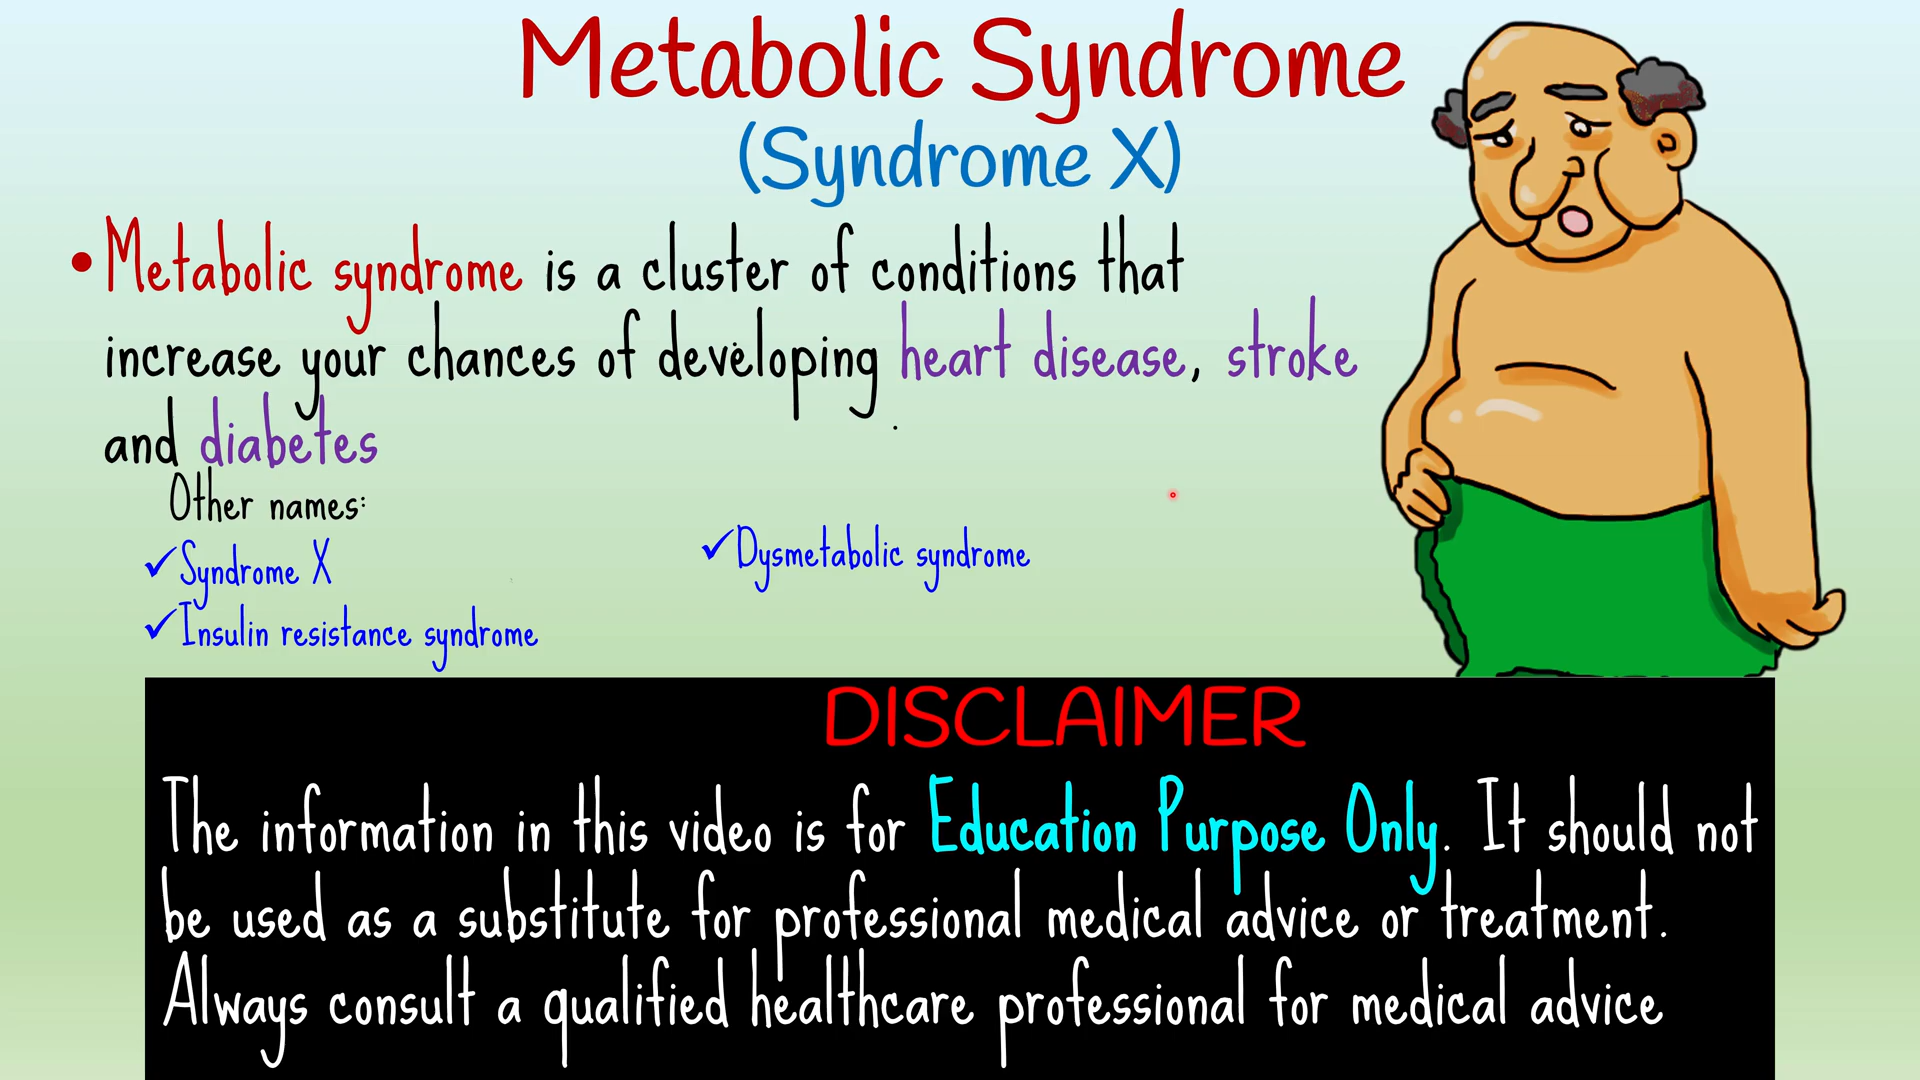 Metabolic Syndrome
(Syndrome X)
•Metabolic syndrome is a cluster of conditions that
increase your chances of developing heart disease, stroke
and diabetes
Other names:
✓Syndrome X
✓Insulin resistance syndrome
✓Dysmetabolic syndrome
DISCLAIMER
The information in this video is for Education Purpose Only. It should not
be used as a substitute for professional medical advice or treatment.
Always consult a qualified healthcare professional for medical advice